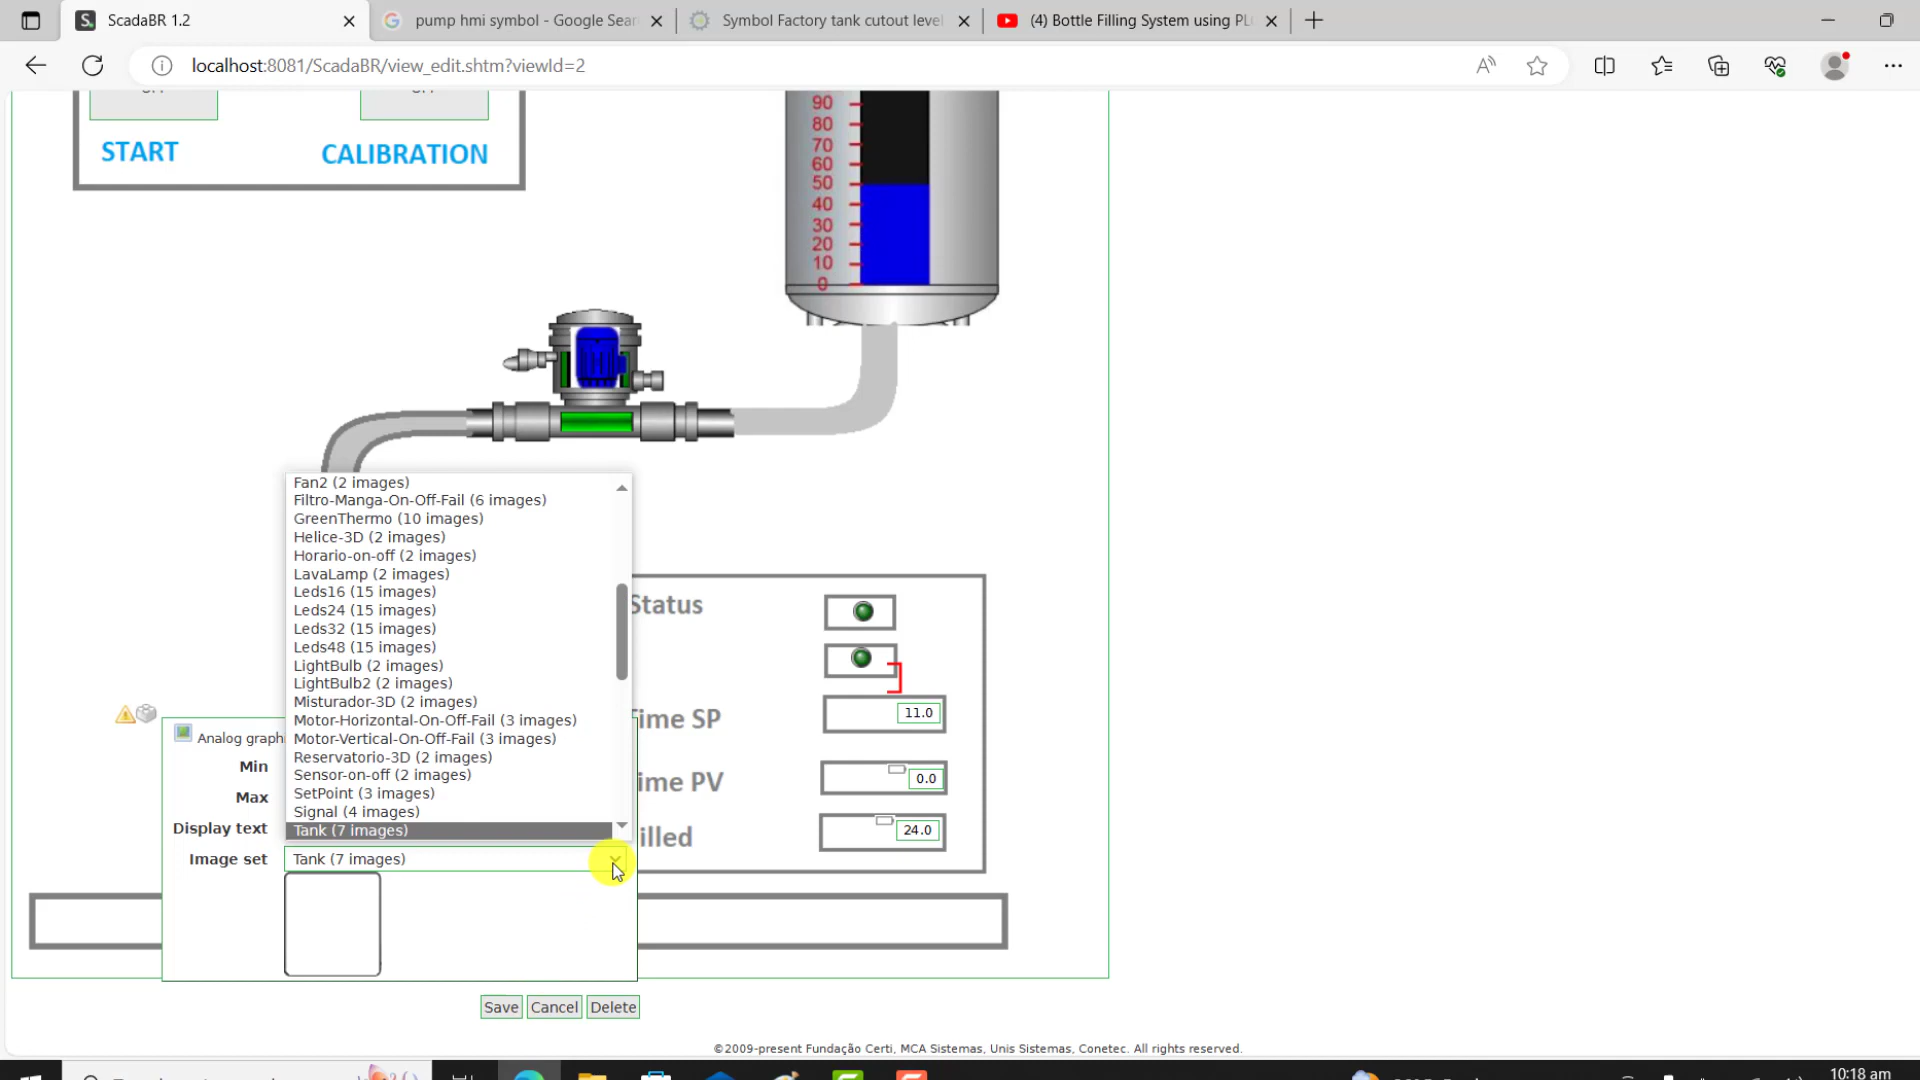 ScadaBR 1.2
pump hmi symbol - Google Sear
Symbol Factory tank cutout level
(4) Bottle Filling System using PL
localhost:8081/ScadaBR/view_edit.shtm?viewId=2
START
CALIBRATION
90
80
70
60
50
40
30
20
10
0
Fan2 (2 images)
Filtro-Manga-On-Off-Fail (6 images)
GreenThermo (10 images)
Helice-3D (2 images)
Horario-on-off (2 images)
LavaLamp (2 images)
Leds16 (15 images)
Leds24 (15 images)
Leds32 (15 images)
Leds48 (15 images)
LightBulb (2 images)
LightBulb2 (2 images)
Misturador-3D (2 images)
Motor-Horizontal-On-Off-Fail (3 images)
Motor-Vertical-On-Off-Fail (3 images)
Reservatorio-3D (2 images)
Sensor-on-off (2 images)
SetPoint (3 images)
Signal (4 images)
Tank (7 images)
Status
Time SP 11.0
ime PV 0.0
illed 24.0
Analog graphi
Min
Max
Display text
Image set Tank (7 images)
Save Cancel Delete
©2009-present Fundação Certi, MCA Sistemas, Unis Sistemas, Conetec. All rights reserved.
10:18 am